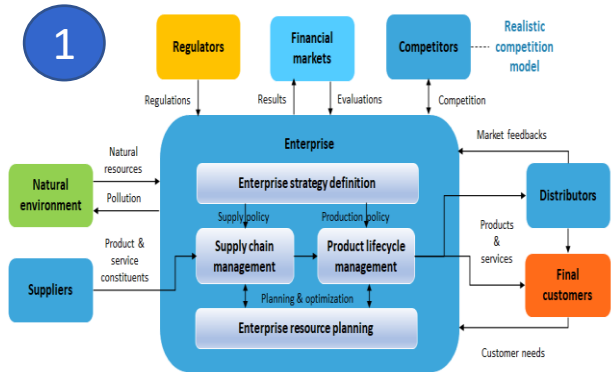 1
Regulators
Financial
markets
Competitors
Realistic
competition
model
Regulations
Results
Evaluations
Competition
Enterprise
Market feedbacks
Natural
resources
Natural
environment
Pollution
Enterprise strategy definition
Distributors
Supply policy
Production policy
Product &
service
constituents
Supply chain
management
Product lifecycle
management
Products
&
services
Suppliers
Final
customers
Planning & optimization
Enterprise resource planning
Customer needs